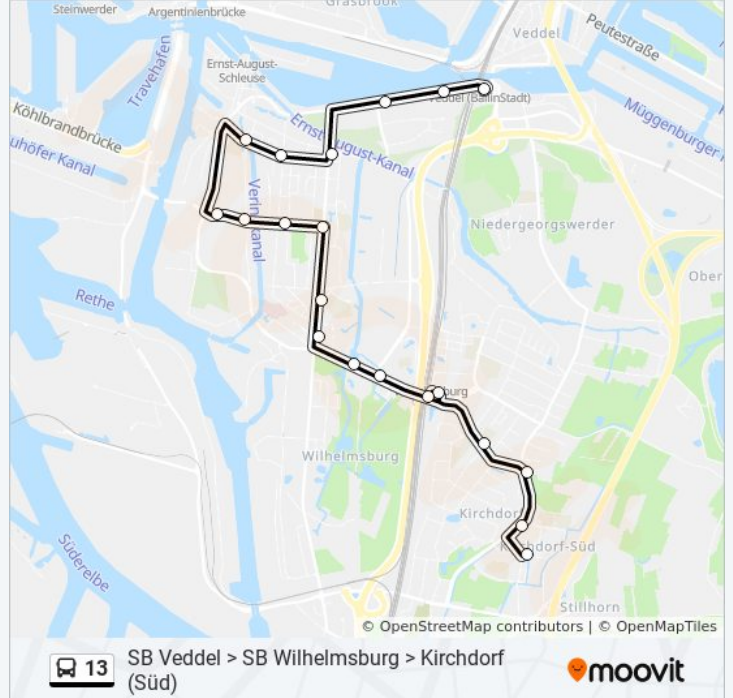 Grasbrook
Steinwerder
Argentinienbrücke
Veddel
Peutestraße
Travehafen
Ernst-August-
Schleuse
Veddel (BallinStadt)
Köhlbrandbrücke
Ernst-August-Kanal
Müggenburger
uhöfer Kanal
kanal
Niedergeorgswerder
Ober
Rethe
burg
Wilhelmsburg
Kirchdorf
Kirchdorf-Süd
Süderelbe
Stillhorn
© OpenStreetMap contributors | © OpenMapTiles
13
SB Veddel > SB Wilhelmsburg > Kirchdorf
(Süd)
moovit